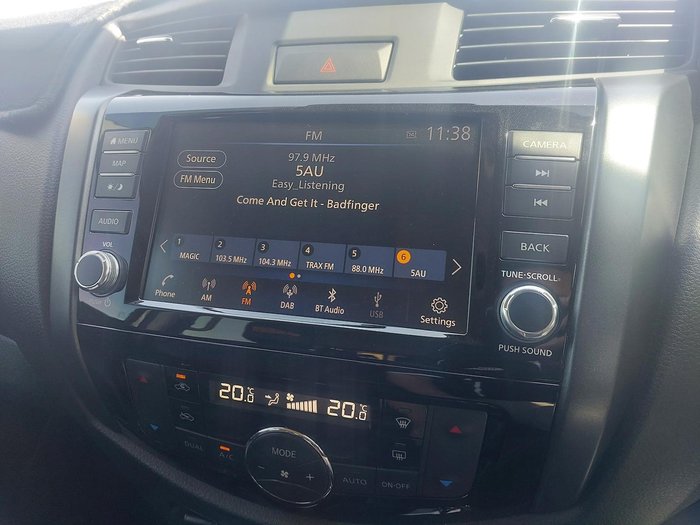 FM
11:38
MENU
MAP
AUDIO
VOL
Source
FM Menu
97.9 MHz
5AU
Easy_Listening
Come And Get It - Badfinger
1 MAGIC
2 103.5 MHz
3 104.3 MHz
4 TRAX FM
5 88.0 MHz
6 5AU
Phone
AM
FM
DAB
BT Audio
USB
Settings
CAMERA
BACK
TUNE·SCROLL
PUSH SOUND
20.0°C
20.5°C
DUAL
A/C
MODE
AUTO
ON·OFF